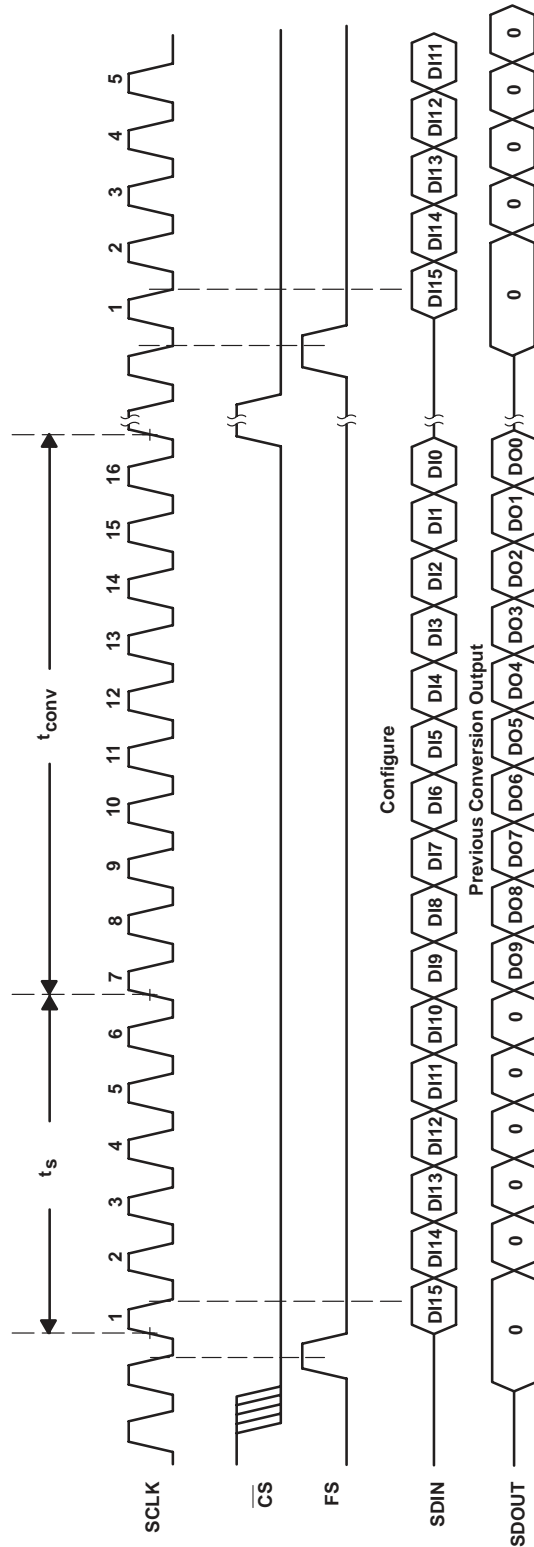 ts
tconv
SCLK
1 2 3 4 5 6 7 8 9 10 11 12 13 14 15 16 1 2 3 4 5
CS
FS
Configure
SDIN
DI15 DI14 DI13 DI12 DI11 DI10 DI9 DI8 DI7 DI6 DI5 DI4 DI3 DI2 DI1 DI0 DI15 DI14 DI13 DI12 DI11
Previous Conversion Output
SDOUT
0 0 0 0 0 0 DO9 DO8 DO7 DO6 DO5 DO4 DO3 DO2 DO1 DO0 0 0 0 0 0